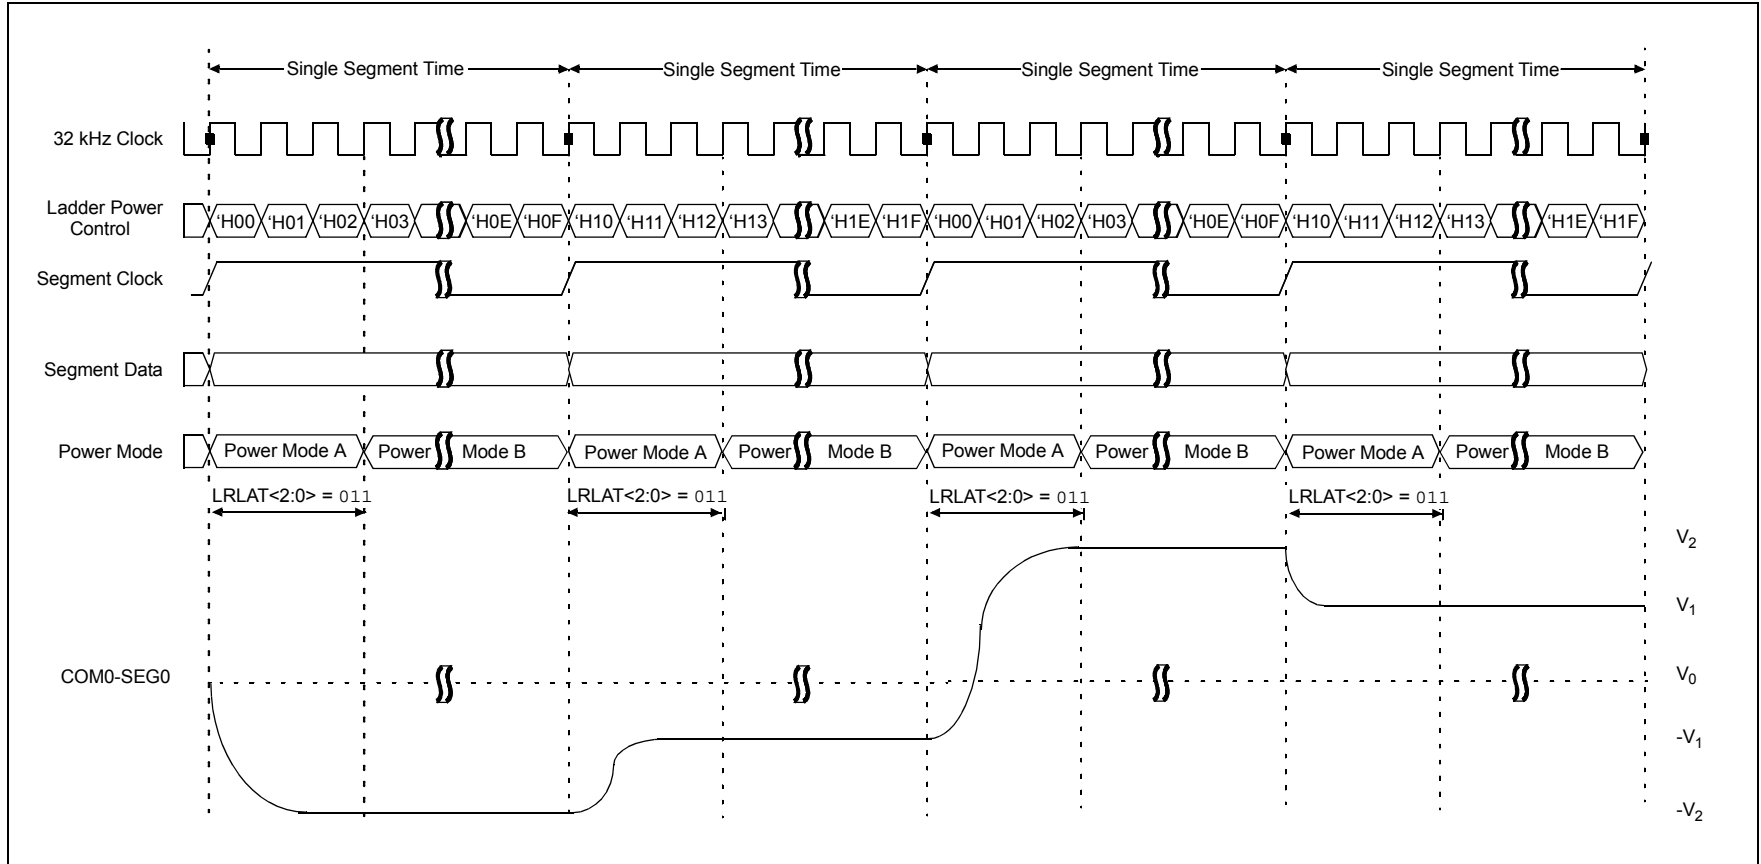 Single Segment Time Single Segment Time Single Segment Time Single Segment Time
32 kHz Clock
Ladder Power
Control
‘H00 ‘H01 ‘H02 ‘H03 ‘H0E ‘H0F ‘H10 ‘H11 ‘H12 ‘H13 ‘H1E ‘H1F ‘H00 ‘H01 ‘H02 ‘H03 ‘H0E ‘H0F ‘H10 ‘H11 ‘H12 ‘H13 ‘H1E ‘H1F
Segment Clock
Segment Data
Power Mode Power Mode A Power Mode B Power Mode A Power Mode B Power Mode A Power Mode B Power Mode A Power Mode B
LRLAT<2:0> = 011 LRLAT<2:0> = 011 LRLAT<2:0> = 011 LRLAT<2:0> = 011
V2
V1
COM0-SEG0 V0
-V1
-V2